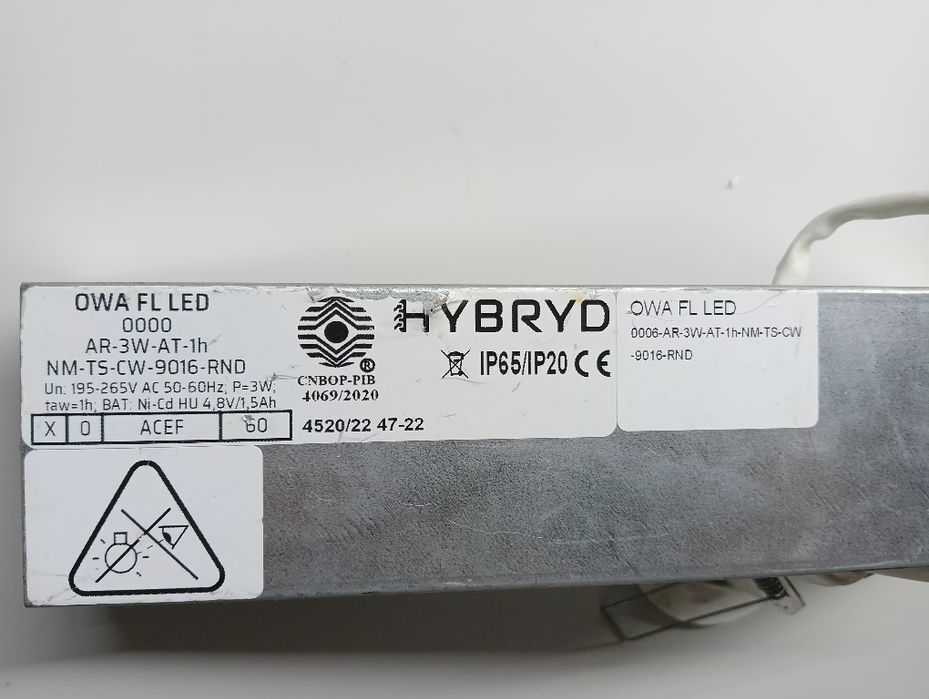 OWA FL LED
0000
AR-3W-AT-1h
NM-TS-CW-9016-RND
Un: 195-265V AC 50-60Hz; P=3W;
taw=1h; BAT: Ni-Cd HU 4,8V/1,5Ah
X 0 ACEF 60
®
CNBOP-PIB
4069/2020
HYBRYD
IP65/IP20 CE
4520/22 47-22
OWA FL LED
0006-AR-3W-AT-1h-NM-TS-CW
-9016-RND